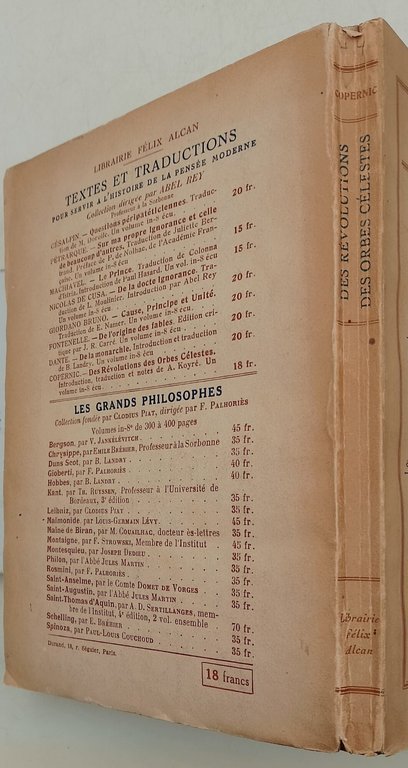 LIBRAIRIE FÉLIX ALCAN
TEXTES ET TRADUCTIONS
POUR SERVIR A L'HISTOIRE DE LA PENSÉE MODERNE
Collection dirigée par ABEL REY
Professeur à la Sorbonne
CÉSALPIN. — Questions péripatéticiennes. Traduc-
tion de M. Dorolle. Un volume in-8 écu. 20 fr.
PÉTRARQUE. — Sur ma propre ignorance et celle
de beaucoup d'autres. Traduction de Juliette Ber-
trand. Préface de P. de Nolhac, de l'Académie Fran-
çaise. Un volume in-8 écu 15 fr.
MACHIAVEL. — Le Prince. Traduction de Colonna
d'Istria. Introduction de Paul Hazard. Un vol. in-8 écu 15 fr.
NICOLAS DE CUSA. — De la docte Ignorance. Tra-
duction de L. Moulinier. Introduction par Abel Rey
Un volume in-8 écu 20 fr.
GIORDANO BRUNO. — Cause, Principe et Unité.
Traduction de E. Namer. Un volume in-8 écu. 20 fr.
FONTENELLE. — De l'origine des fables. Édition cri-
tique par J. R. Carré. Un volume in-8 écu 20 fr.
DANTE. — De la monarchie. Introduction et traduction
de B. Landry. Un volume in-8 écu 20 fr.
COPERNIC. — Des Révolutions des Orbes Célestes.
Introduction, traduction et notes de A. Koyré. Un
volume in-8 écu 18 fr.
LES GRANDS PHILOSOPHES
Collection fondée par CLODIUS PIAT, dirigée par F. PALHORIÈS
Volumes in-8° de 300 à 400 pages
Bergson, par V. JANKÉLÉVITCH 45 fr.
Chrysippe, par EMILE BRÉHIER, Professeur à la Sorbonne 35 fr.
Duns Scot, par B. LANDRY 35 fr.
Gioberti, par F. PALHORIÈS 40 fr.
Hobbes, par B. LANDRY 40 fr.
Kant, par TH. RUYSSEN, Professeur à l'Université de
Bordeaux, 3e édition 35 fr.
Leibniz, par CLODIUS PIAT 35 fr.
Maïmonide, par LOUIS-GERMAIN LÉVY 45 fr.
Maine de Biran, par M. COUAILHAC, docteur ès-lettres 35 fr.
Montaigne, par F. STROWSKI, Membre de l'Institut 45 fr.
Montesquieu, par JOSEPH DEDIEU 35 fr.
Philon, par l'Abbé JULES MARTIN 35 fr.
Rosmini, par F. PALHORIÈS 35 fr.
Saint-Anselme, par le Comte DOMET DE VORGES 35 fr.
Saint-Augustin, par l'Abbé JULES MARTIN 35 fr.
Saint-Thomas d'Aquin, par A. D. SERTILLANGES, mem-
bre de l'Institut, 4e édition, 2 vol. ensemble 70 fr.
Schelling, par E. BRÉHIER 35 fr.
Spinoza, par PAUL-LOUIS COUCHOUD 35 fr.
Durand, 18, r. Séguier, Paris.
18 francs
COPERNIC
DES RÉVOLUTIONS
DES ORBES CÉLESTES
Librairie
Félix
Alcan